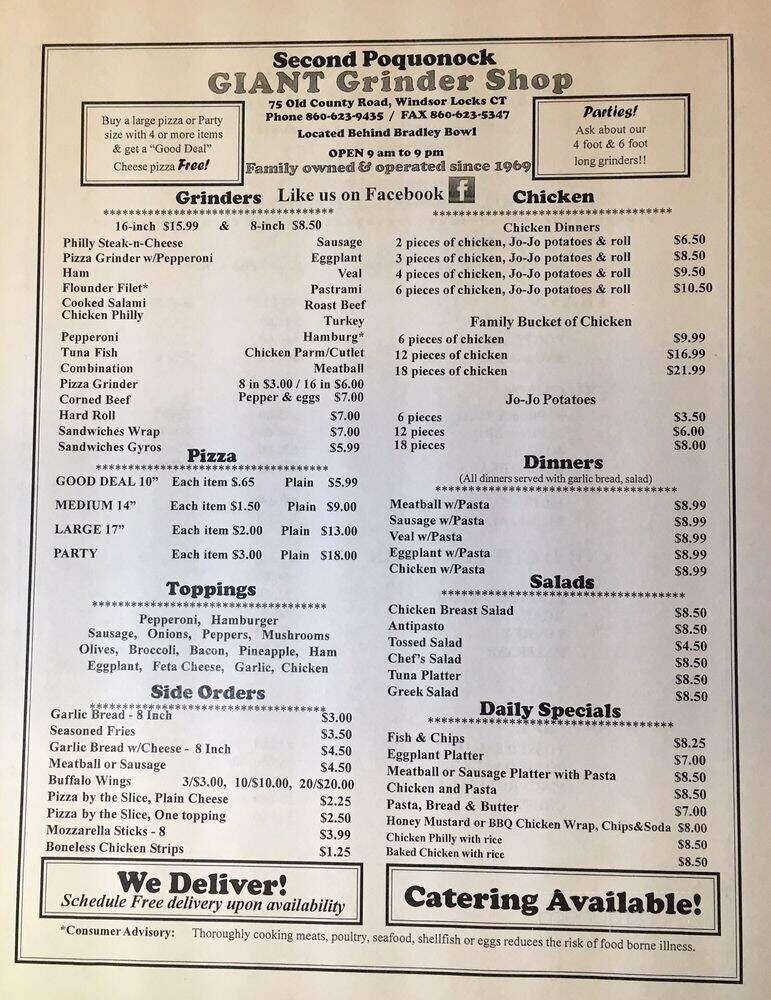 Second Poquonock
GIANT Grinder Shop
75 Old County Road, Windsor Locks CT
Phone 860-623-9435 / FAX 860-623-5347
Located Behind Bradley Bowl
OPEN 9 am to 9 pm
Family owned & operated since 1969
Buy a large pizza or Party
size with 4 or more items
& get a “Good Deal”
Cheese pizza Free!
Parties!
Ask about our
4 foot & 6 foot
long grinders!!
Like us on Facebook f
Grinders
**********************************
16-inch $15.99 & 8-inch $8.50
Philly Steak-n-Cheese Sausage
Pizza Grinder w/Pepperoni Eggplant
Ham Veal
Flounder Filet* Pastrami
Cooked Salami Roast Beef
Chicken Philly Turkey
Pepperoni Hamburg*
Tuna Fish Chicken Parm/Cutlet
Combination Meatball
Pizza Grinder 8 in $3.00 / 16 in $6.00
Corned Beef Pepper & eggs $7.00
Hard Roll $7.00
Sandwiches Wrap $7.00
Sandwiches Gyros $5.99
Pizza
**********************************
GOOD DEAL 10” Each item $.65 Plain $5.99
MEDIUM 14” Each item $1.50 Plain $9.00
LARGE 17” Each item $2.00 Plain $13.00
PARTY Each item $3.00 Plain $18.00
Toppings
**********************************
Pepperoni, Hamburger
Sausage, Onions, Peppers, Mushrooms
Olives, Broccoli, Bacon, Pineapple, Ham
Eggplant, Feta Cheese, Garlic, Chicken
Side Orders
**********************************
Garlic Bread - 8 Inch $3.00
Seasoned Fries $3.50
Garlic Bread w/Cheese - 8 Inch $4.50
Meatball or Sausage $4.50
Buffalo Wings 3/$3.00, 10/$10.00, 20/$20.00
Pizza by the Slice, Plain Cheese $2.25
Pizza by the Slice, One topping $2.50
Mozzarella Sticks - 8 $3.99
Boneless Chicken Strips $1.25
Chicken
***********************************
Chicken Dinners
2 pieces of chicken, Jo-Jo potatoes & roll $6.50
3 pieces of chicken, Jo-Jo potatoes & roll $8.50
4 pieces of chicken, Jo-Jo potatoes & roll $9.50
6 pieces of chicken, Jo-Jo potatoes & roll $10.50
Family Bucket of Chicken
6 pieces of chicken $9.99
12 pieces of chicken $16.99
18 pieces of chicken $21.99
Jo-Jo Potatoes
6 pieces $3.50
12 pieces $6.00
18 pieces $8.00
Dinners
(All dinners served with garlic bread, salad)
***********************************
Meatball w/Pasta $8.99
Sausage w/Pasta $8.99
Veal w/Pasta $8.99
Eggplant w/Pasta $8.99
Chicken w/Pasta $8.99
Salads
***********************************
Chicken Breast Salad $8.50
Antipasto $8.50
Tossed Salad $4.50
Chef's Salad $8.50
Tuna Platter $8.50
Greek Salad $8.50
Daily Specials
***********************************
Fish & Chips $8.25
Eggplant Platter $7.00
Meatball or Sausage Platter with Pasta $8.50
Chicken and Pasta $8.50
Pasta, Bread & Butter $7.00
Honey Mustard or BBQ Chicken Wrap, Chips&Soda $8.00
Chicken Philly with rice $8.50
Baked Chicken with rice $8.50
We Deliver!
Schedule Free delivery upon availability
Catering Available!
*Consumer Advisory: Thoroughly cooking meats, poultry, seafood, shellfish or eggs reduces the risk of food borne illness.